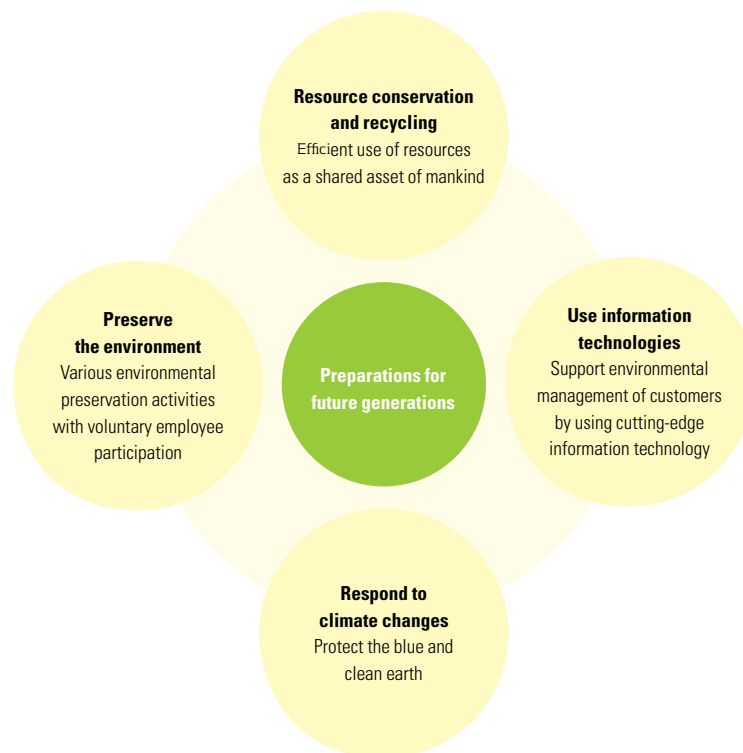 Resource conservation
and recycling
Efficient use of resources
as a shared asset of mankind
Preserve
the environment
Various environmental
preservation activities
with voluntary employee
participation
Preparations for
future generations
Use information
technologies
Support environmental
management of customers
by using cutting-edge
information technology
Respond to
climate changes
Protect the blue and
clean earth